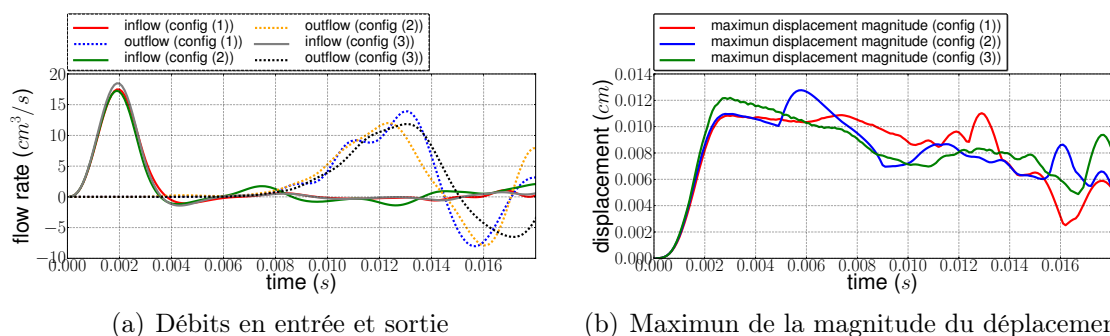 inflow (config (1))
outflow (config (1))
inflow (config (2))
outflow (config (2))
inflow (config (3))
outflow (config (3))
20
15
10
5
0
−5
−10
flow rate (cm³/s)
0.000 0.002 0.004 0.006 0.008 0.010 0.012 0.014 0.016
time (s)
(a) Débits en entrée et sortie
maximun displacement magnitude (config (1))
maximun displacement magnitude (config (2))
maximun displacement magnitude (config (3))
0.014
0.012
0.010
0.008
0.006
0.004
0.002
0.000
displacement (cm)
0.000 0.002 0.004 0.006 0.008 0.010 0.012 0.014 0.016
time (s)
(b) Maximun de la magnitude du déplacemen